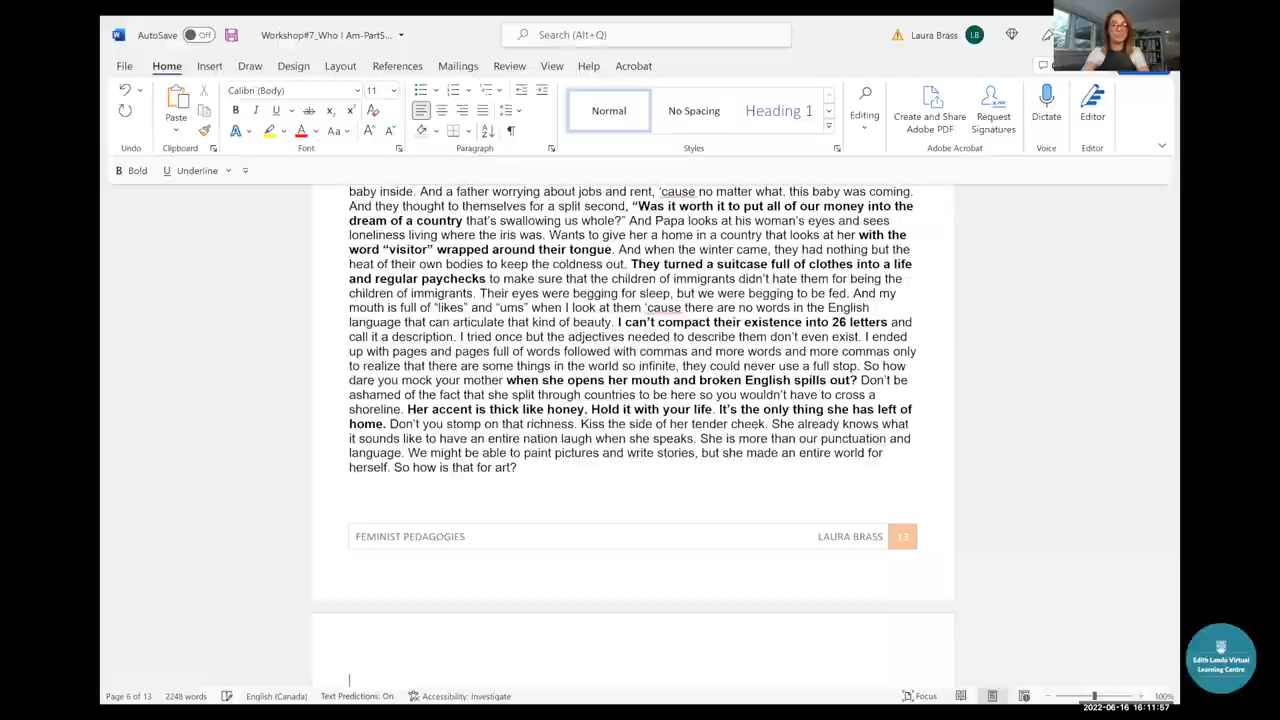 AutoSave Off Workshop#7_Who I Am-Part5... Search (Alt+Q) Laura Brass LB
File Home Insert Draw Design Layout References Mailings Review View Help Acrobat
Calibri (Body) 11
Paste Normal No Spacing Heading 1 Editing Create and Share Adobe PDF Request Signatures Dictate Editor
Undo Clipboard Font Paragraph Styles Adobe Acrobat Voice Editor
B Bold U Underline
baby inside. And a father worrying about jobs and rent, 'cause no matter what, this baby was coming.
And they thought to themselves for a split second, “Was it worth it to put all of our money into the
dream of a country that's swallowing us whole?” And Papa looks at his woman's eyes and sees
loneliness living where the iris was. Wants to give her a home in a country that looks at her with the
word “visitor” wrapped around their tongue. And when the winter came, they had nothing but the
heat of their own bodies to keep the coldness out. They turned a suitcase full of clothes into a life
and regular paychecks to make sure that the children of immigrants didn't hate them for being the
children of immigrants. Their eyes were begging for sleep, but we were begging to be fed. And my
mouth is full of “likes” and “ums” when I look at them 'cause there are no words in the English
language that can articulate that kind of beauty. I can't compact their existence into 26 letters and
call it a description. I tried once but the adjectives needed to describe them don't even exist. I ended
up with pages and pages full of words followed with commas and more words and more commas only
to realize that there are some things in the world so infinite, they could never use a full stop. So how
dare you mock your mother when she opens her mouth and broken English spills out? Don't be
ashamed of the fact that she split through countries to be here so you wouldn't have to cross a
shoreline. Her accent is thick like honey. Hold it with your life. It's the only thing she has left of
home. Don't you stomp on that richness. Kiss the side of her tender cheek. She already knows what
it sounds like to have an entire nation laugh when she speaks. She is more than our punctuation and
language. We might be able to paint pictures and write stories, but she made an entire world for
herself. So how is that for art?
FEMINIST PEDAGOGIES LAURA BRASS 13
Edith Lando Virtual
Learning Centre
Page 6 of 13 2248 words English (Canada) Text Predictions: On Accessibility: Investigate Focus 100%
2022-06-16 16:11:57